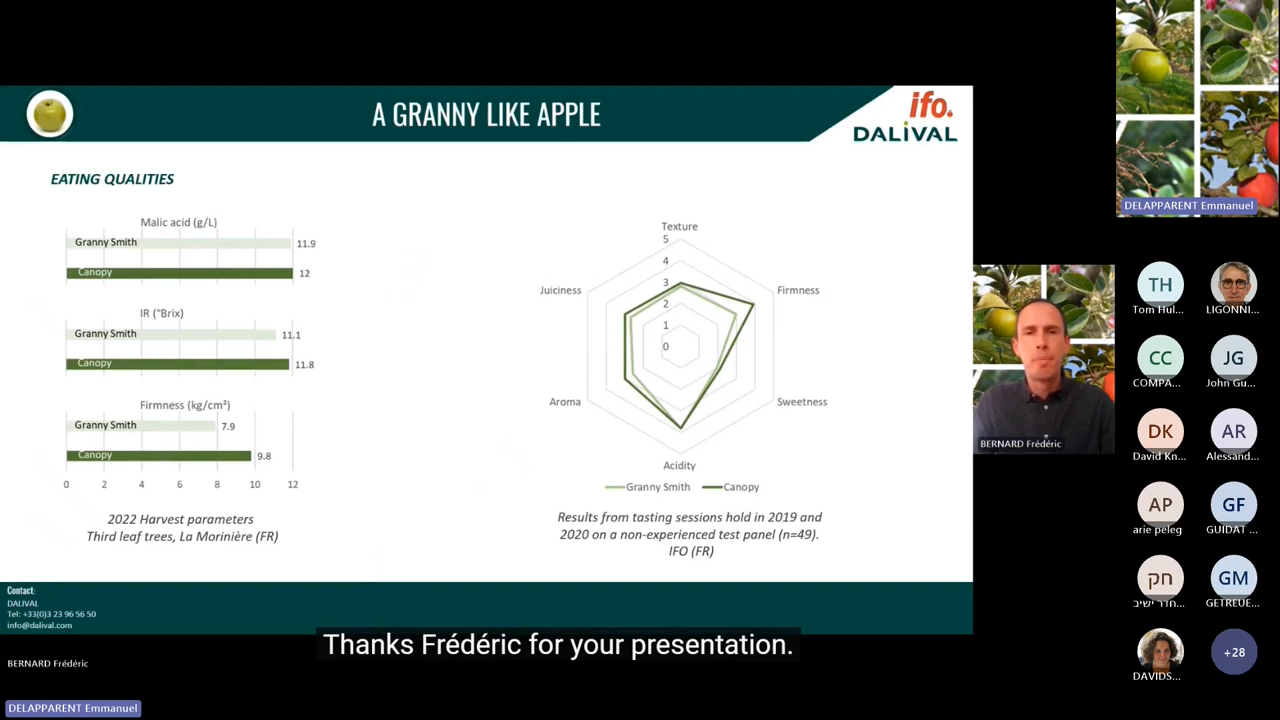 A GRANNY LIKE APPLE
ifo.
DALIVAL
EATING QUALITIES
Malic acid (g/L)
Granny Smith
11.9
Canopy
12
IR (°Brix)
Granny Smith
11.1
Canopy
11.8
Firmness (kg/cm²)
Granny Smith
7.9
Canopy
9.8
0 2 4 6 8 10 12
2022 Harvest parameters
Third leaf trees, La Morinière (FR)
Texture
5
4
3
2
1
0
Juiciness
Firmness
Aroma
Sweetness
Acidity
Granny Smith Canopy
Results from tasting sessions hold in 2019 and
2020 on a non-experienced test panel (n=49).
IFO (FR)
Contact:
DALIVAL
Tel: +33(0)3 23 96 56 50
info@dalival.com
Thanks Frédéric for your presentation.
BERNARD Frédéric
DELAPPARENT Emmanuel
DELAPPARENT Emmanuel
BERNARD Frédéric
TH
Tom Hul...
LIGONNI...
CC
COMPA...
JG
John Gu...
DK
David Kn...
AR
Alessand...
AP
arie peleg
GF
GUIDAT ...
חק
חדר ישיב...
GM
GETREUE...
DAVIDS...
+28